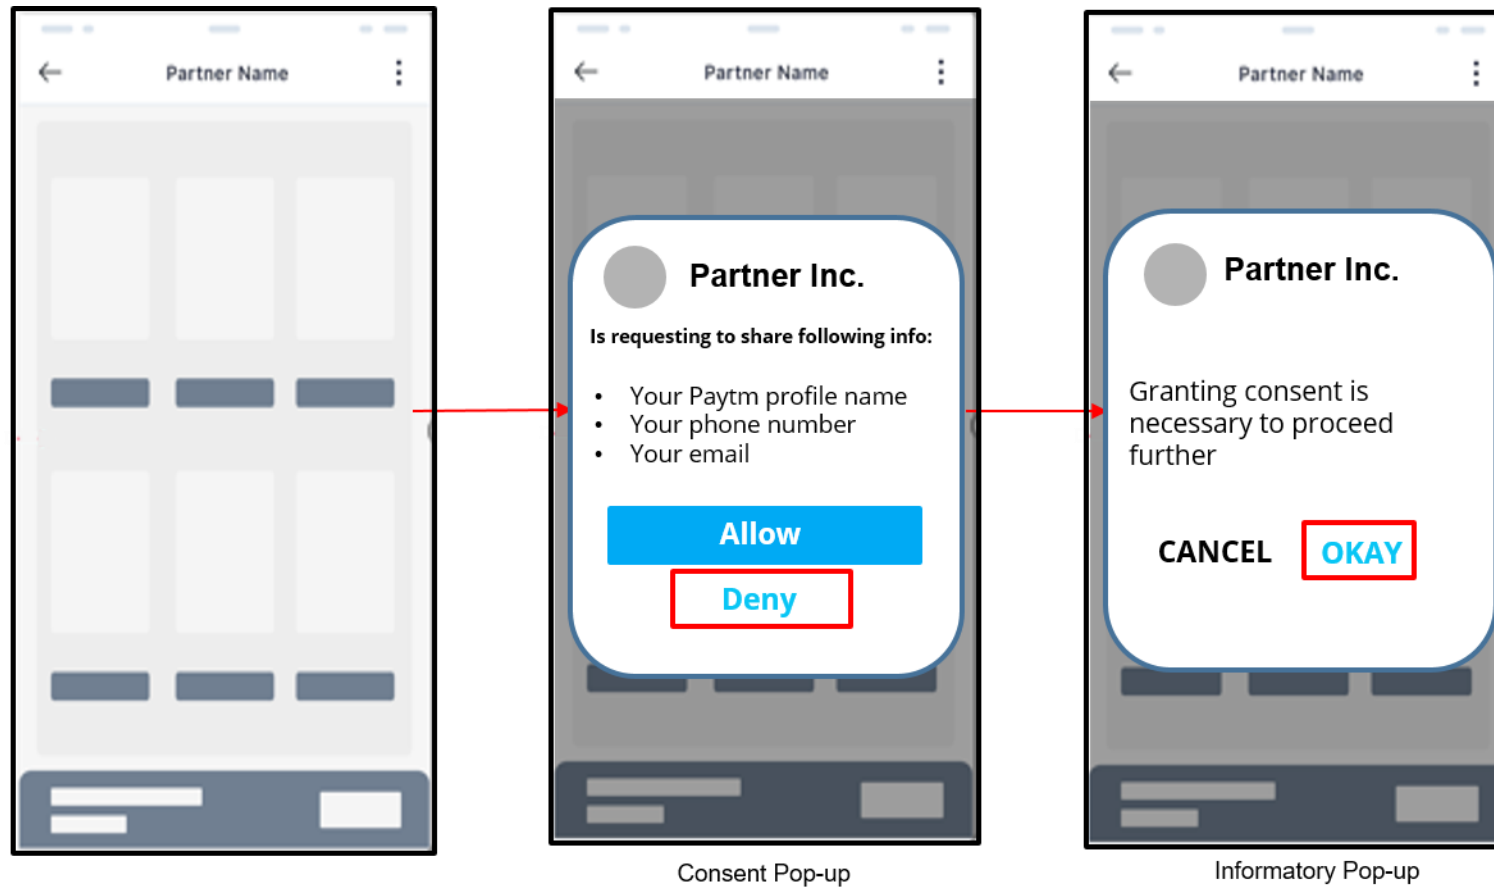 Partner Name
Partner Name
Partner Inc.
Is requesting to share following info:
• Your Paytm profile name
• Your phone number
• Your email
Allow
Deny
Consent Pop-up
Partner Name
Partner Inc.
Granting consent is
necessary to proceed
further
CANCEL OKAY
Informatory Pop-up